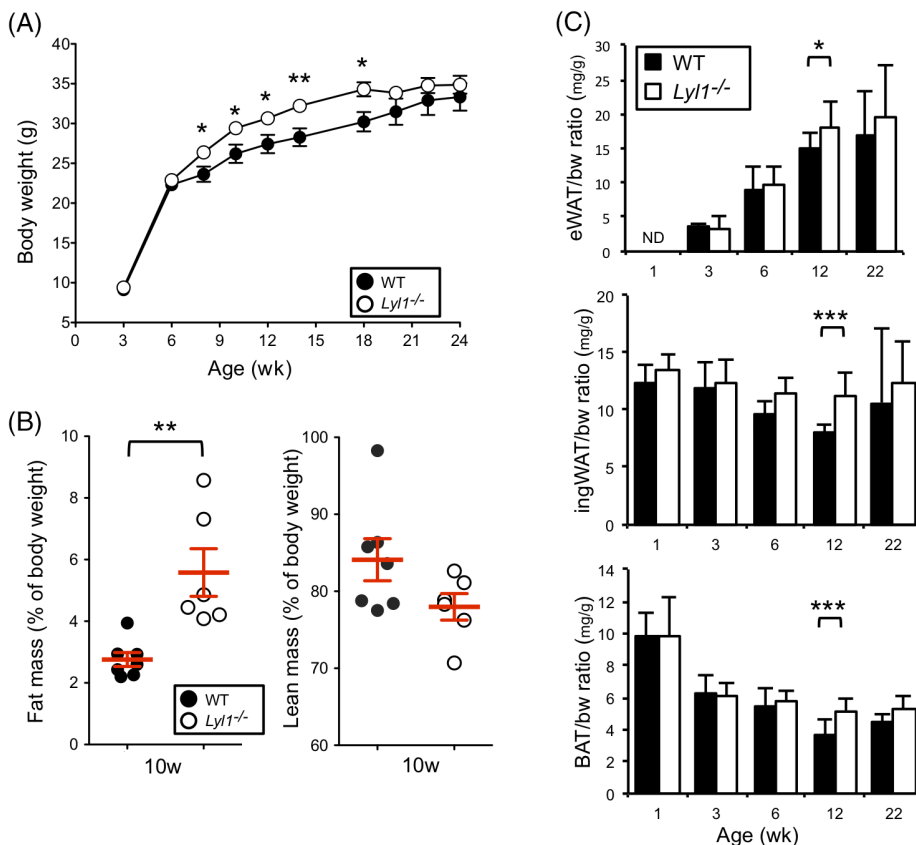 (A)
Body weight (g)
40
35
30
25
20
15
10
5
* * * ** *
WT
Lyl1-/-
0 3 6 9 12 15 18 21 24
Age (wk)
(B)
Fat mass (% of body weight)
10
8
6
4
2
0
**
WT
Lyl1-/-
10w
Lean mass (% of body weight)
100
90
80
70
60
10w
(C)
eWAT/bw ratio (mg/g)
30
25
20
15
10
5
0
WT
Lyl1-/-
*
ND
1 3 6 12 22
ingWAT/bw ratio (mg/g)
20
15
10
5
0
***
1 3 6 12 22
BAT/bw ratio (mg/g)
14
12
10
8
6
4
2
0
***
1 3 6 12 22
Age (wk)